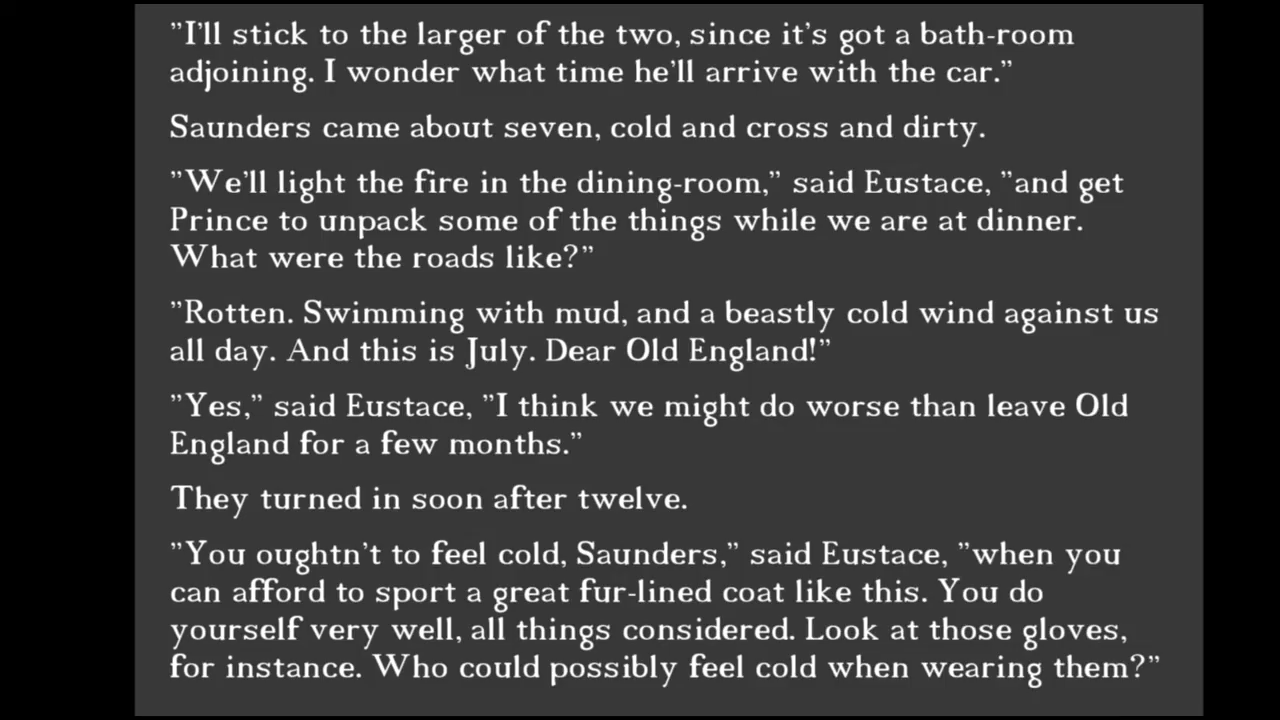 ”I’ll stick to the larger of the two, since it’s got a bath-room
adjoining. I wonder what time he’ll arrive with the car.”
Saunders came about seven, cold and cross and dirty.
”We’ll light the fire in the dining-room,” said Eustace, ”and get
Prince to unpack some of the things while we are at dinner.
What were the roads like?”
”Rotten. Swimming with mud, and a beastly cold wind against us
all day. And this is July. Dear Old England!”
”Yes,” said Eustace, ”I think we might do worse than leave Old
England for a few months.”
They turned in soon after twelve.
”You oughtn’t to feel cold, Saunders,” said Eustace, ”when you
can afford to sport a great fur-lined coat like this. You do
yourself very well, all things considered. Look at those gloves,
for instance. Who could possibly feel cold when wearing them?”